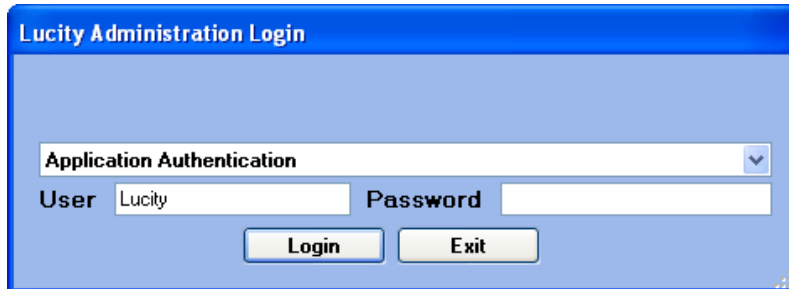 Lucity Administration Login
Application Authentication
User Lucity Password
Login Exit